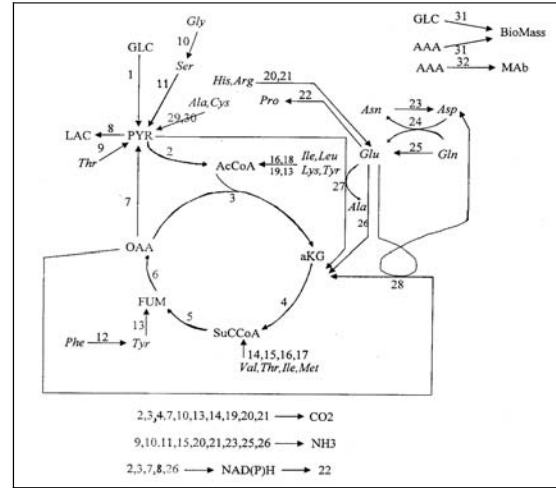 GLC 31
BioMass
AAA 31
AAA 32 MAb
Gly
10
GLC
Ser
1
11
His,Arg 20,21
Pro 22
Ala,Cys
29,30
Asn 23 Asp
24
LAC 8 PYR
9
Thr
2
Glu 25 Gln
AcCoA 16,18 Ile,Leu
19,13 Lys,Tyr
27
3
Ala
7
26
OAA
aKG
28
6
4
FUM
5
13
SuCCoA
Phe 12 Tyr
14,15,16,17
Val,Thr,Ile,Met
2,3,4,7,10,13,14,19,20,21 CO2
9,10.11,15,20,21,23,25,26 NH3
2,3,7,8,26 NAD(P)H 22